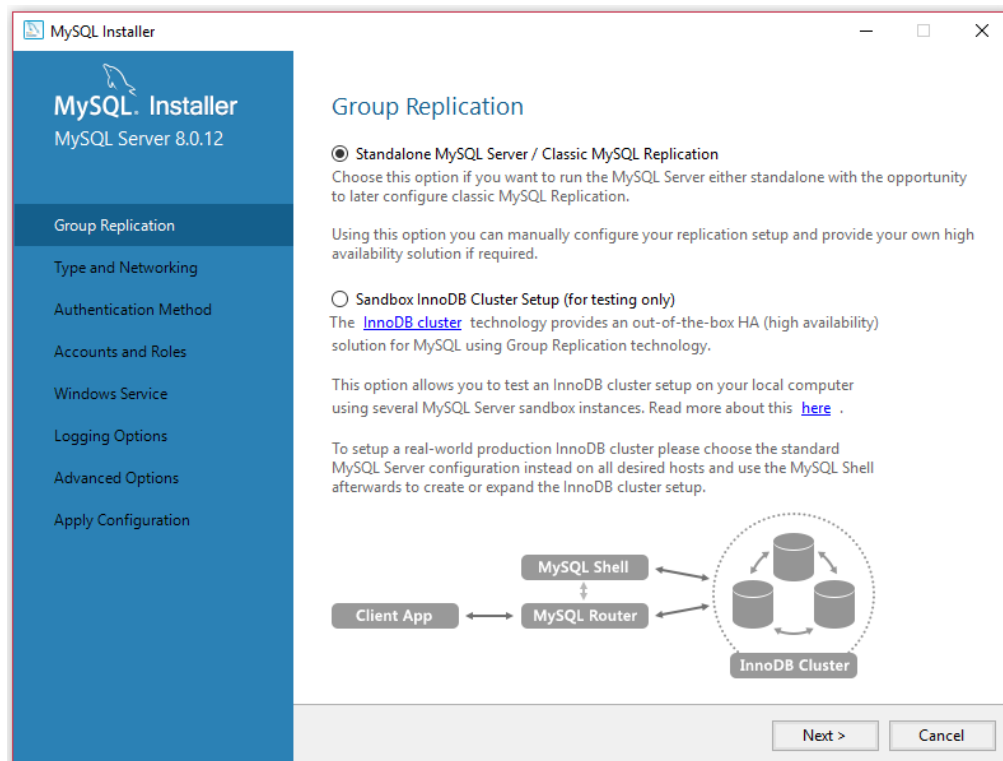 MySQL Installer
MySQL. Installer
MySQL Server 8.0.12
Group Replication
Type and Networking
Authentication Method
Accounts and Roles
Windows Service
Logging Options
Advanced Options
Apply Configuration
Group Replication
Standalone MySQL Server / Classic MySQL Replication
Choose this option if you want to run the MySQL Server either standalone with the opportunity
to later configure classic MySQL Replication.
Using this option you can manually configure your replication setup and provide your own high
availability solution if required.
Sandbox InnoDB Cluster Setup (for testing only)
The InnoDB cluster technology provides an out-of-the-box HA (high availability)
solution for MySQL using Group Replication technology.
This option allows you to test an InnoDB cluster setup on your local computer
using several MySQL Server sandbox instances. Read more about this here .
To setup a real-world production InnoDB cluster please choose the standard
MySQL Server configuration instead on all desired hosts and use the MySQL Shell
afterwards to create or expand the InnoDB cluster setup.
MySQL Shell
Client App
MySQL Router
InnoDB Cluster
Next >
Cancel